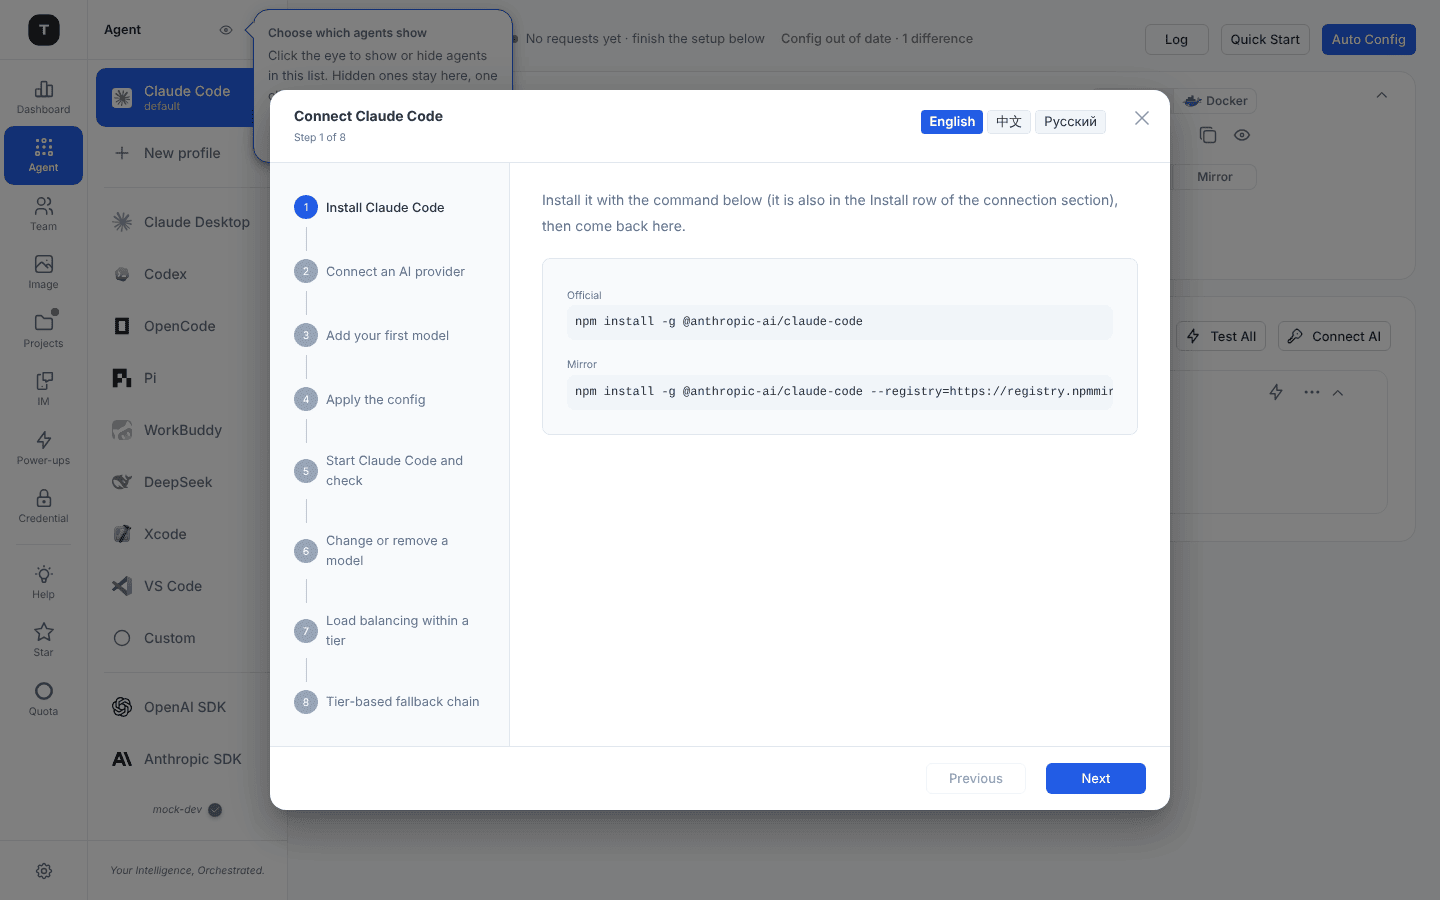 T
Agent
Choose which agents show
Click the eye to show or hide agents
in this list. Hidden ones stay here, one
No requests yet · finish the setup below
Config out of date · 1 difference
Log
Quick Start
Auto Config
Dashboard
Agent
Team
Image
Projects
IM
Power-ups
Credential
Help
Star
Quota
Claude Code
default
New profile
Claude Desktop
Codex
OpenCode
Pi
WorkBuddy
DeepSeek
Xcode
VS Code
Custom
OpenAI SDK
Anthropic SDK
mock-dev
Your Intelligence, Orchestrated.
Docker
Mirror
Test All
Connect AI
Connect Claude Code
Step 1 of 8
English
中文
Русский
1 Install Claude Code
2 Connect an AI provider
3 Add your first model
4 Apply the config
5 Start Claude Code and
check
6 Change or remove a
model
7 Load balancing within a
tier
8 Tier-based fallback chain
Install it with the command below (it is also in the Install row of the connection section),
then come back here.
Official
npm install -g @anthropic-ai/claude-code
Mirror
npm install -g @anthropic-ai/claude-code --registry=https://registry.npmmir
Previous
Next